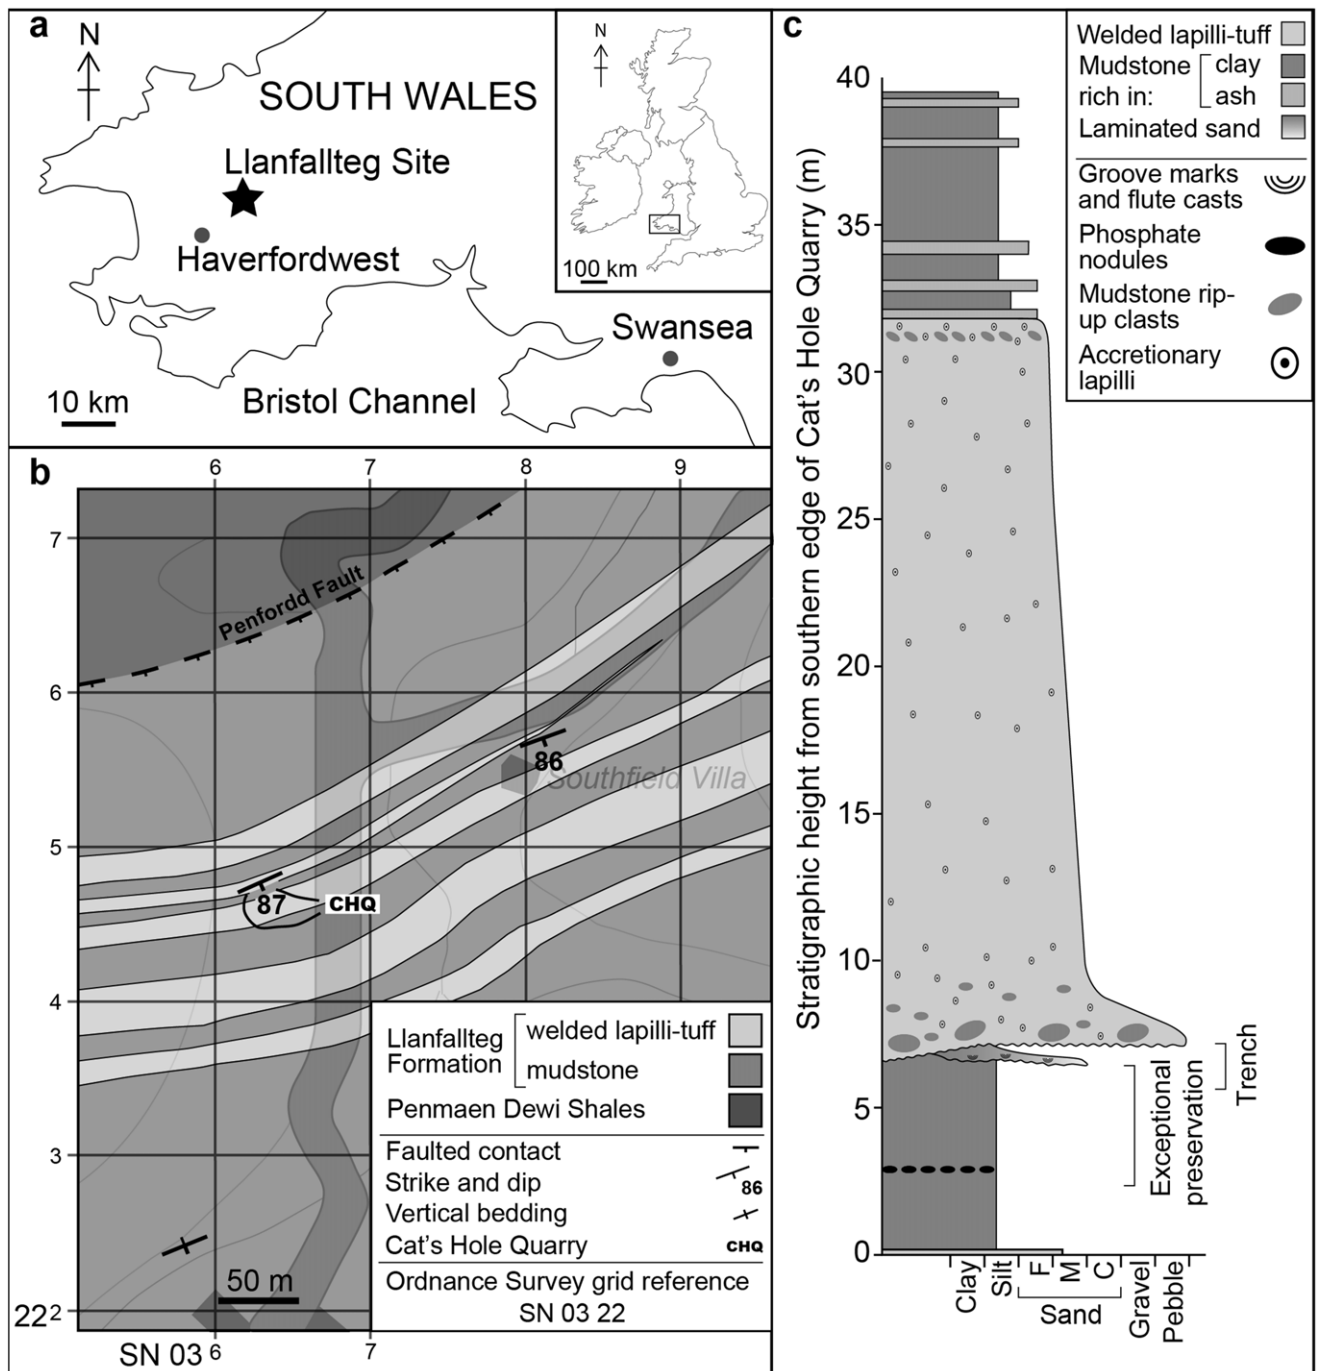 a
N
SOUTH WALES
Llanfallteg Site
Haverfordwest
Swansea
Bristol Channel
10 km
N
100 km
b
6 7 8 9
7
6
5
4
3
22²
Penfordd Fault
86
Southfield Villa
87
CHQ
50 m
SN 03 6 7
Llanfallteg
Formation
welded lapilli-tuff
mudstone
Penmaen Dewi Shales
Faulted contact
Strike and dip 86
Vertical bedding
Cat's Hole Quarry CHQ
Ordnance Survey grid reference
SN 03 22
c
Welded lapilli-tuff
Mudstone clay
rich in: ash
Laminated sand
Groove marks
and flute casts
Phosphate
nodules
Mudstone rip-
up clasts
Accretionary
lapilli
Stratigraphic height from southern edge of Cat's Hole Quarry (m)
40
35
30
25
20
15
10
5
0
Trench
Exceptional
preservation
Clay
Silt
F
M
C
Sand
Gravel
Pebble